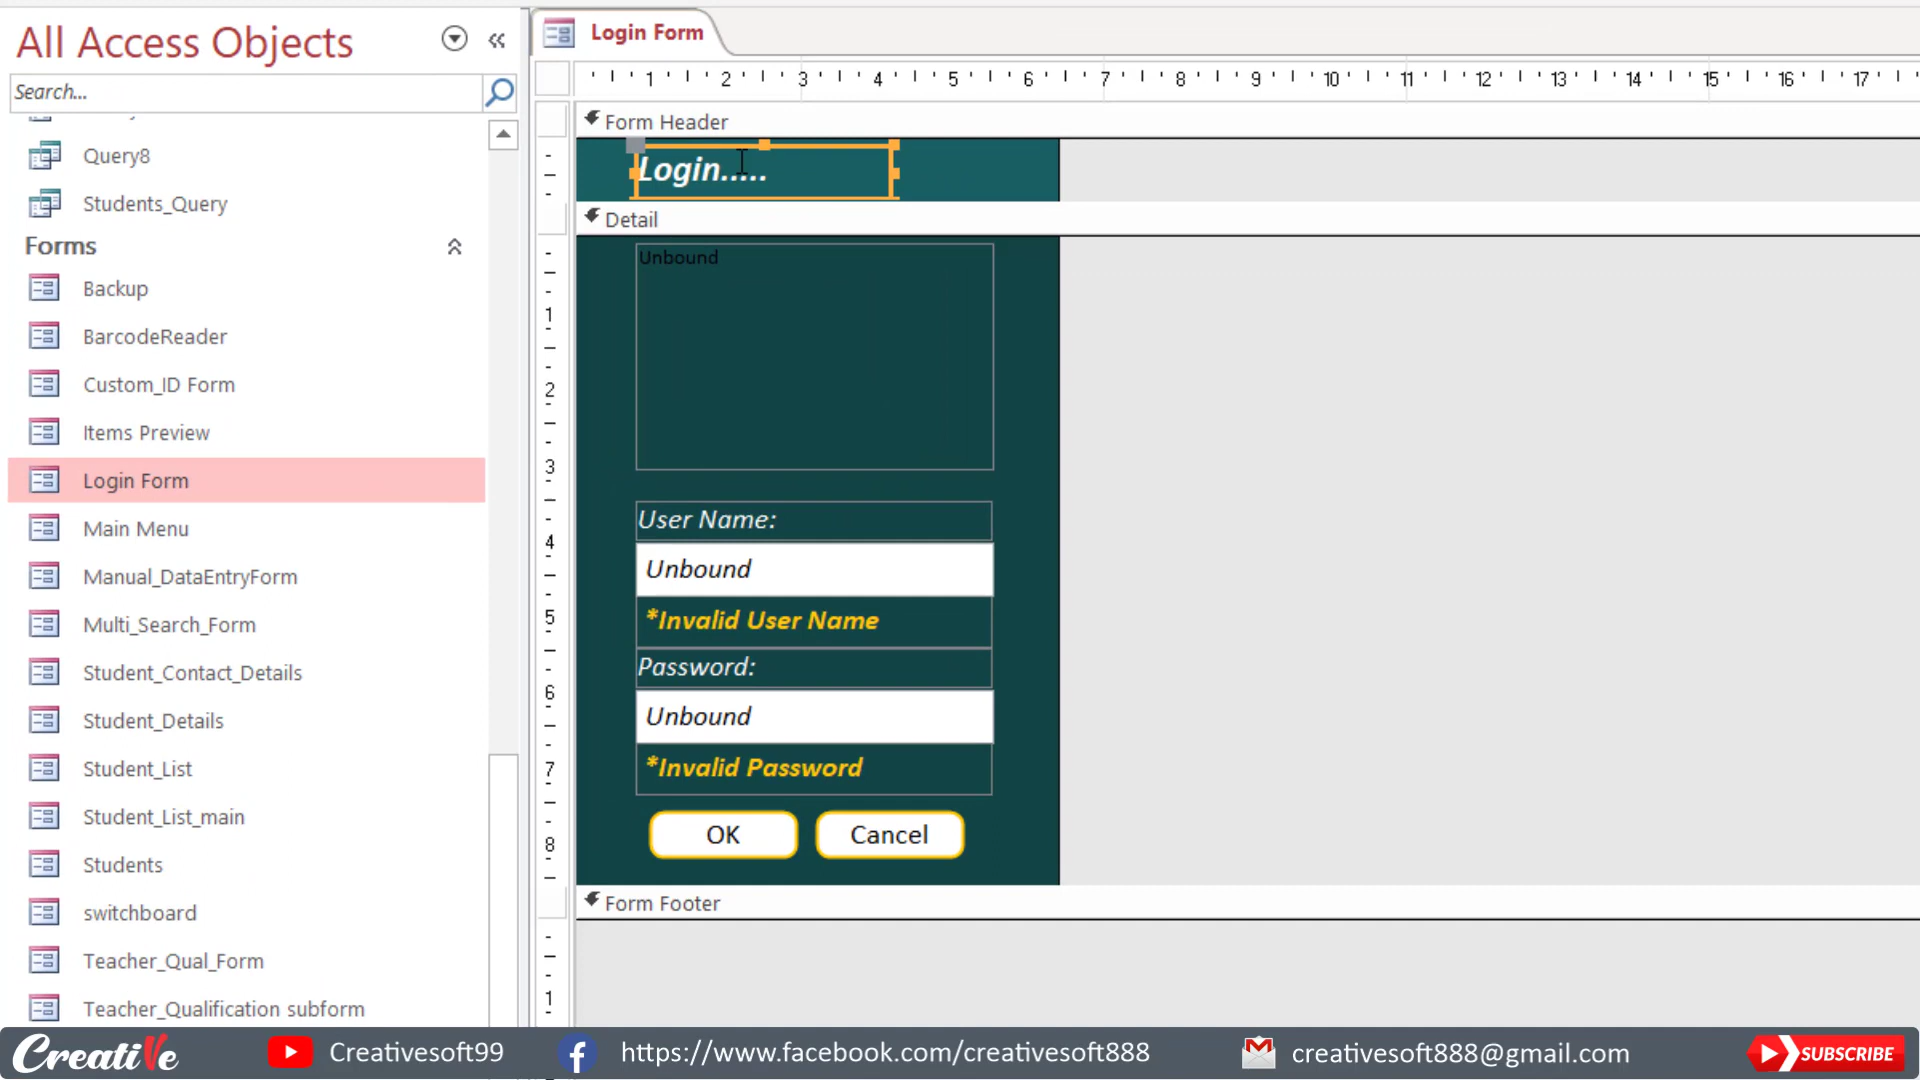 All Access Objects
Search...
Query8
Students_Query
Forms
Backup
BarcodeReader
Custom_ID Form
Items Preview
Login Form
Main Menu
Manual_DataEntryForm
Multi_Search_Form
Student_Contact_Details
Student_Details
Student_List
Student_List_main
Students
switchboard
Teacher_Qual_Form
Teacher_Qualification subform
Login Form
1 2 3 4 5 6 7 8 9 10 11 12 13 14 15 16 17
Form Header
Login.....
Detail
Unbound
1
2
3
User Name:
4
Unbound
5
*Invalid User Name
Password:
6
Unbound
7
*Invalid Password
8
OK Cancel
Form Footer
1
CreatiVe
Creativesoft99
https://www.facebook.com/creativesoft888
creativesoft888@gmail.com
SUBSCRIBE